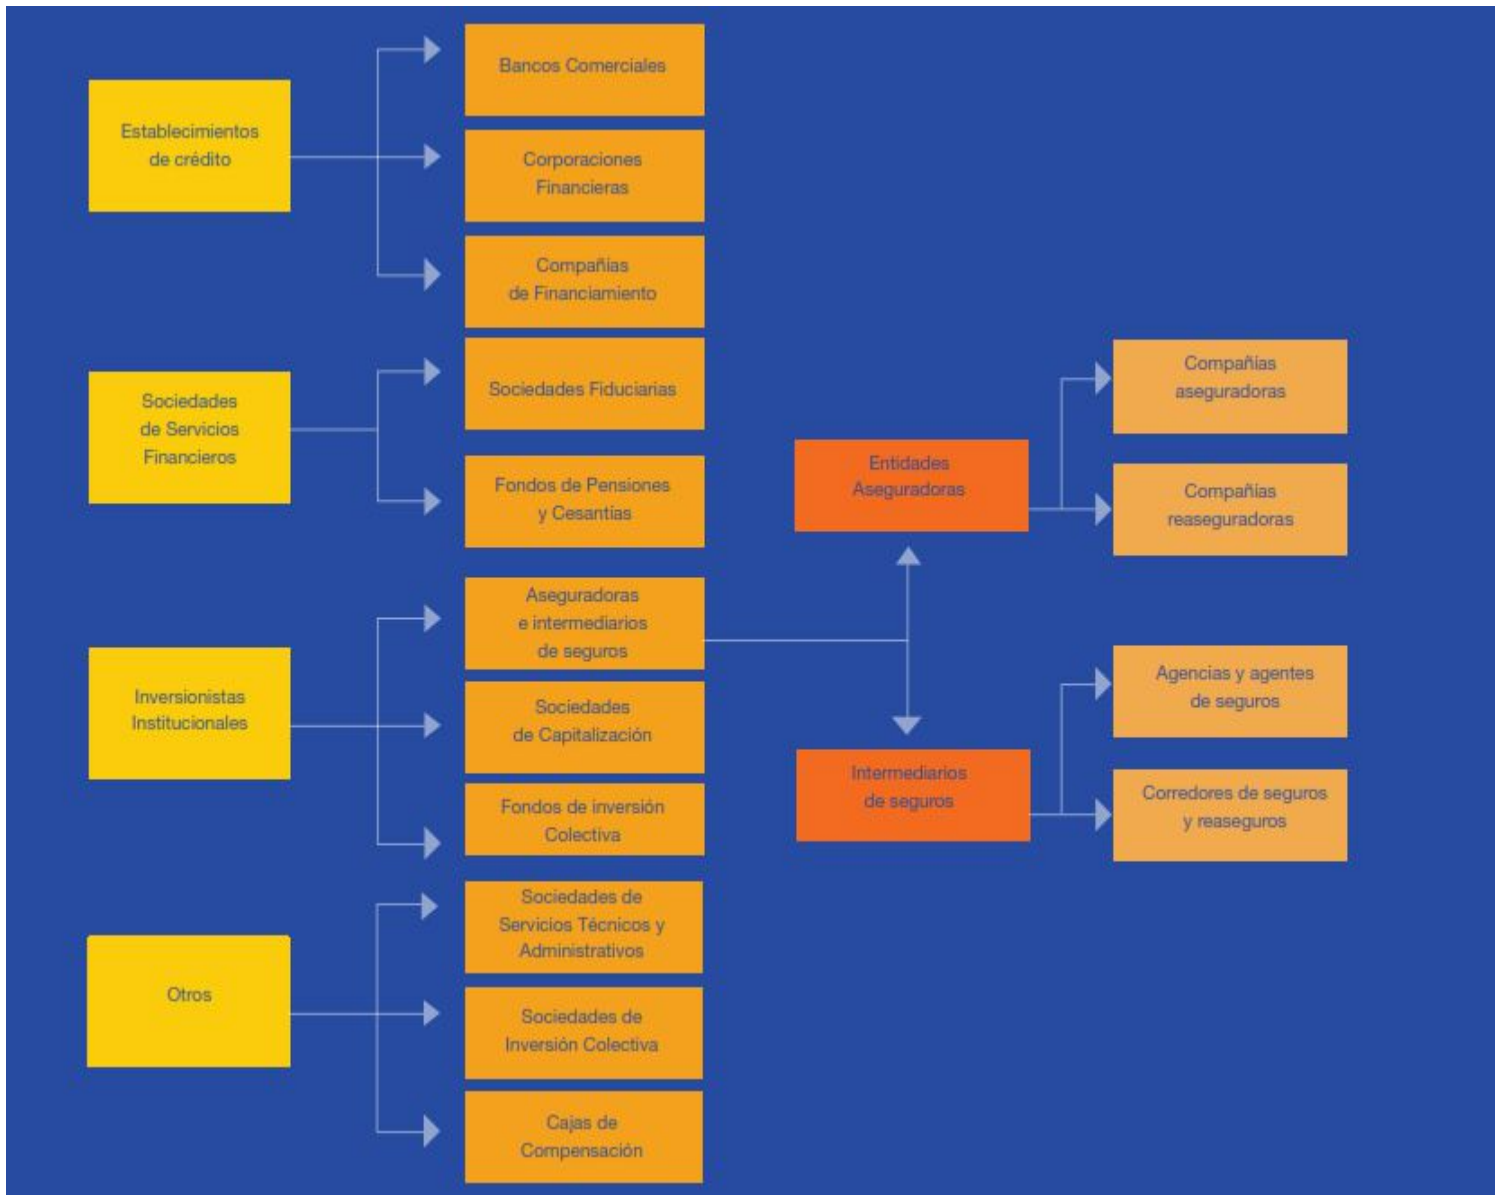 Establecimientos
de crédito
Bancos Comerciales
Corporaciones
Financieras
Compañías
de Financiamiento
Sociedades
de Servicios
Financieros
Sociedades Fiduciarias
Fondos de Pensiones
y Cesantías
Inversionistas
Institucionales
Aseguradoras
e intermediarios
de seguros
Sociedades
de Capitalización
Fondos de inversión
Colectiva
Entidades
Aseguradoras
Compañías
aseguradoras
Compañías
reaseguradoras
Intermediarios
de seguros
Agencias y agentes
de seguros
Corredores de seguros
y reaseguros
Otros
Sociedades de
Servicios Técnicos y
Administrativos
Sociedades de
Inversión Colectiva
Cajas de
Compensación